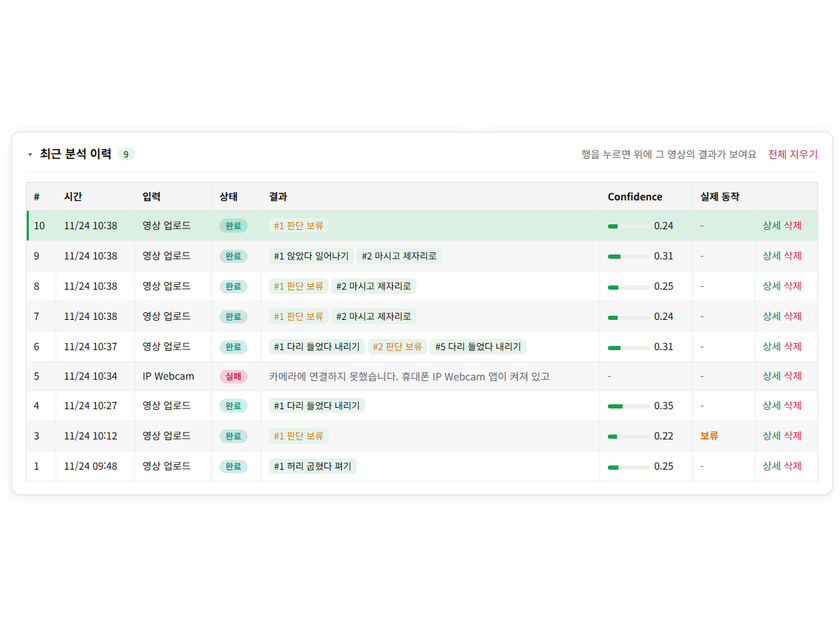 최근 분석 이력 9 행을 누르면 위에 그 영상의 결과가 보여요 전체 지우기
# 시간 입력 상태 결과 Confidence 실제 동작
10 11/24 10:38 영상 업로드 완료 #1 판단 보류 0.24 - 상세 삭제
9 11/24 10:38 영상 업로드 완료 #1 앉았다 일어나기 #2 마시고 제자리로 0.31 - 상세 삭제
8 11/24 10:38 영상 업로드 완료 #1 판단 보류 #2 마시고 제자리로 0.25 - 상세 삭제
7 11/24 10:38 영상 업로드 완료 #1 판단 보류 #2 마시고 제자리로 0.24 - 상세 삭제
6 11/24 10:37 영상 업로드 완료 #1 다리 들었다 내리기 #2 판단 보류 #5 다리 들었다 내리기 0.31 - 상세 삭제
5 11/24 10:34 IP Webcam 실패 카메라에 연결하지 못했습니다. 휴대폰 IP Webcam 앱이 켜져 있고 - - 상세 삭제
4 11/24 10:27 영상 업로드 완료 #1 다리 들었다 내리기 0.35 - 상세 삭제
3 11/24 10:12 영상 업로드 완료 #1 판단 보류 0.22 보류 상세 삭제
1 11/24 09:48 영상 업로드 완료 #1 허리 굽혔다 펴기 0.25 - 상세 삭제